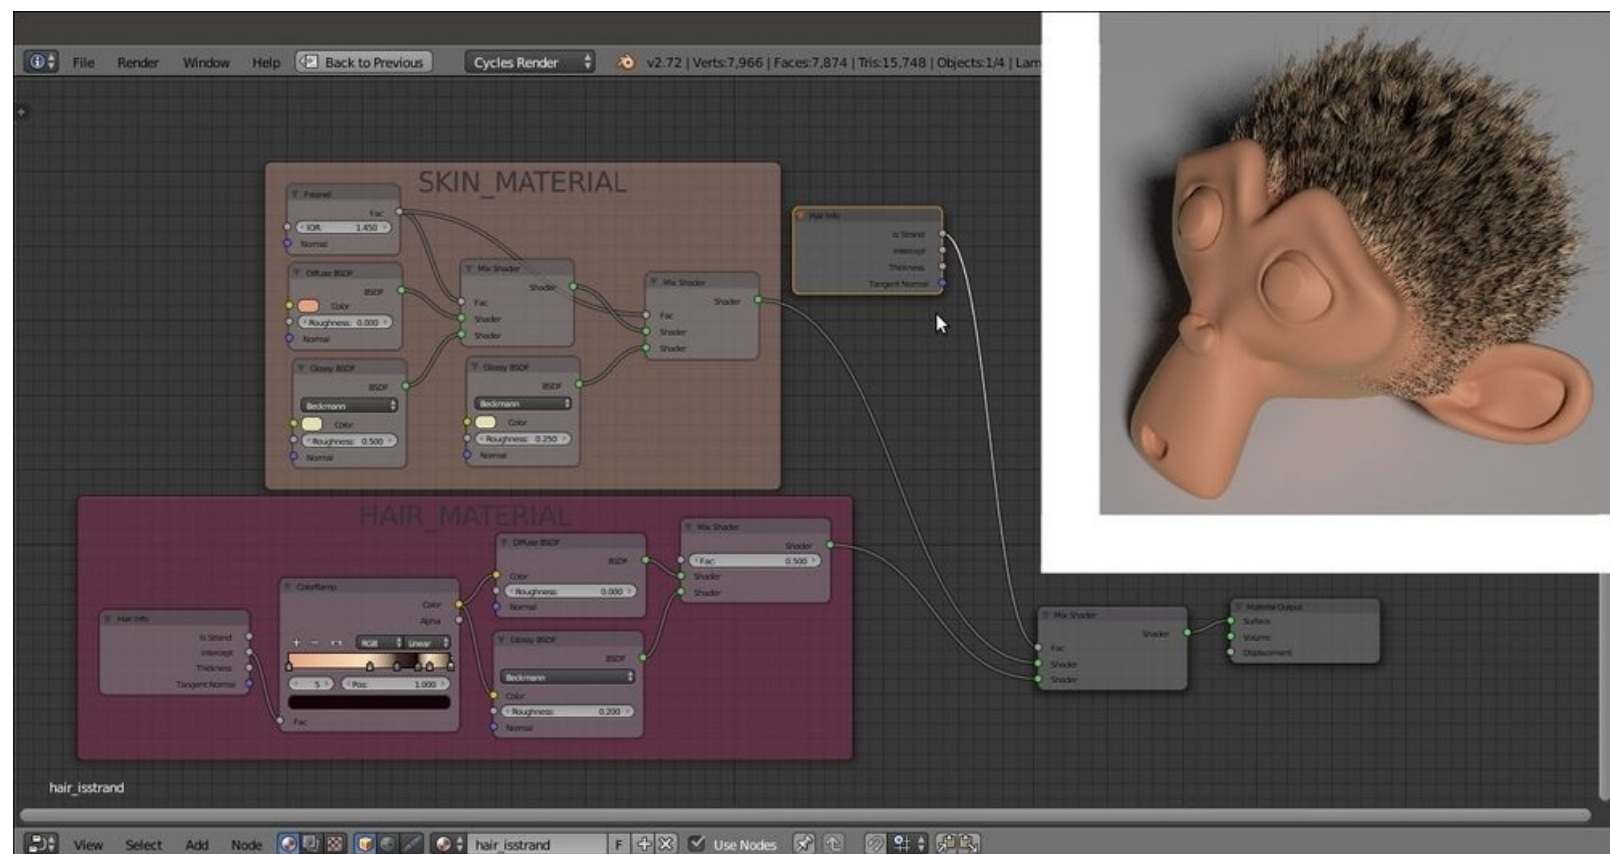 File Render Window Help Back to Previous Cycles Render v2.72 | Verts:7,966 | Faces:7,874 | Tris:15,748 | Objects:1/4 | Lam
SKIN_MATERIAL
Fresnel
Fac
IOR: 1.450
Normal
Diffuse BSDF
BSDF
Color
Roughness: 0.000
Normal
Glossy BSDF
BSDF
Beckmann
Color
Roughness: 0.500
Normal
Mix Shader
Shader
Fac
Shader
Shader
Glossy BSDF
BSDF
Beckmann
Color
Roughness: 0.250
Normal
Mix Shader
Shader
Fac
Shader
Shader
Hair Info
Is Strand
Intercept
Thickness
Tangent Normal
HAIR_MATERIAL
Hair Info
Is Strand
Intercept
Thickness
Tangent Normal
ColorRamp
Color
Alpha
RGB Linear
5 Pos: 1.000
Fac
Diffuse BSDF
BSDF
Color
Roughness: 0.000
Normal
Glossy BSDF
BSDF
Beckmann
Color
Roughness: 0.200
Normal
Mix Shader
Shader
Fac: 0.500
Shader
Shader
Mix Shader
Shader
Fac
Shader
Shader
Material Output
Surface
Volume
Displacement
hair_isstrand
View Select Add Node hair_isstrand F Use Nodes